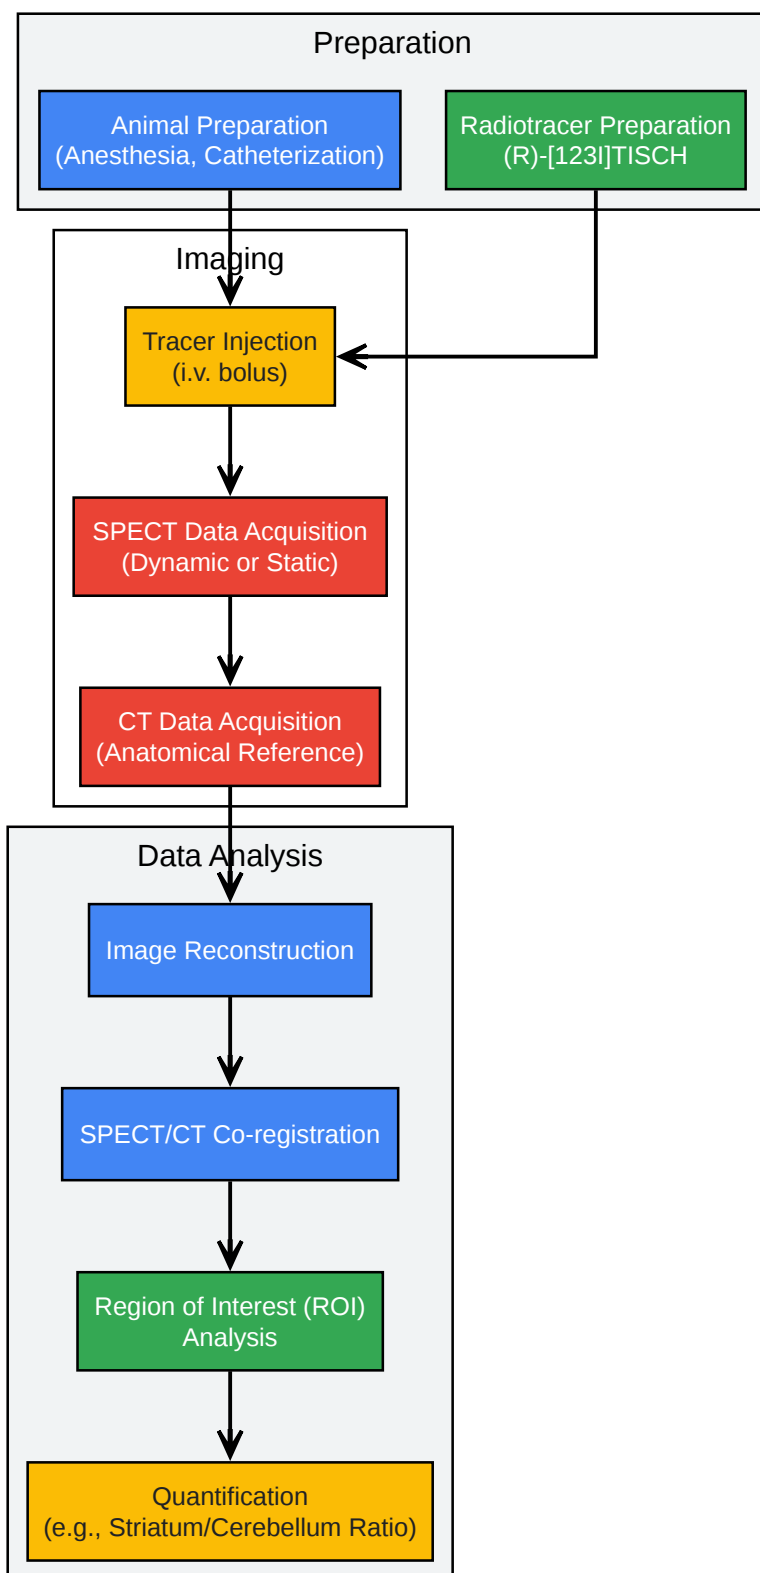 Preparation
Animal Preparation
(Anesthesia, Catheterization)
Radiotracer Preparation
(R)-[123I]TISCH
Imaging
Tracer Injection
(i.v. bolus)
SPECT Data Acquisition
(Dynamic or Static)
CT Data Acquisition
(Anatomical Reference)
Data Analysis
Image Reconstruction
SPECT/CT Co-registration
Region of Interest (ROI)
Analysis
Quantification
(e.g., Striatum/Cerebellum Ratio)